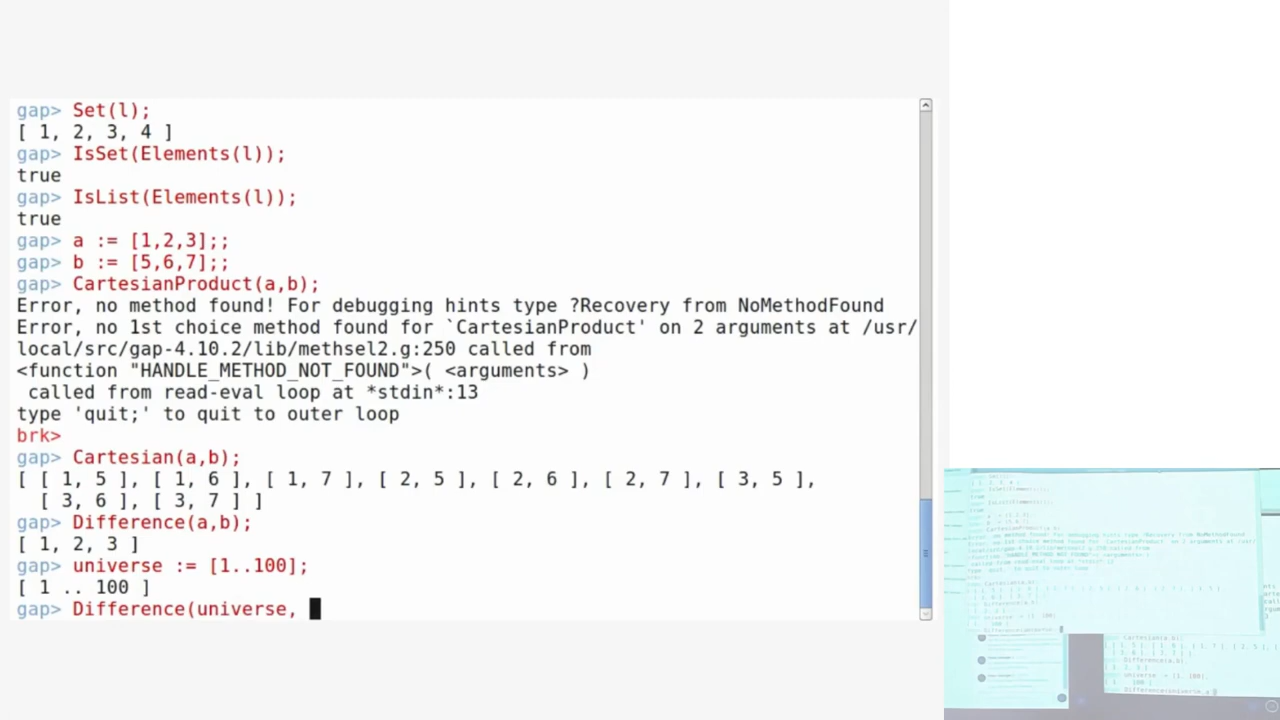 gap> Set(l);
[ 1, 2, 3, 4 ]
gap> IsSet(Elements(l));
true
gap> IsList(Elements(l));
true
gap> a := [1,2,3];;
gap> b := [5,6,7];;
gap> CartesianProduct(a,b);
Error, no method found! For debugging hints type ?Recovery from NoMethodFound
Error, no 1st choice method found for `CartesianProduct' on 2 arguments at /usr/
local/src/gap-4.10.2/lib/methsel2.g:250 called from
<function "HANDLE_METHOD_NOT_FOUND">( <arguments> )
 called from read-eval loop at *stdin*:13
type 'quit;' to quit to outer loop
brk>
gap> Cartesian(a,b);
[ [ 1, 5 ], [ 1, 6 ], [ 1, 7 ], [ 2, 5 ], [ 2, 6 ], [ 2, 7 ], [ 3, 5 ],
  [ 3, 6 ], [ 3, 7 ] ]
gap> Difference(a,b);
[ 1, 2, 3 ]
gap> universe := [1..100];
[ 1 .. 100 ]
gap> Difference(universe,